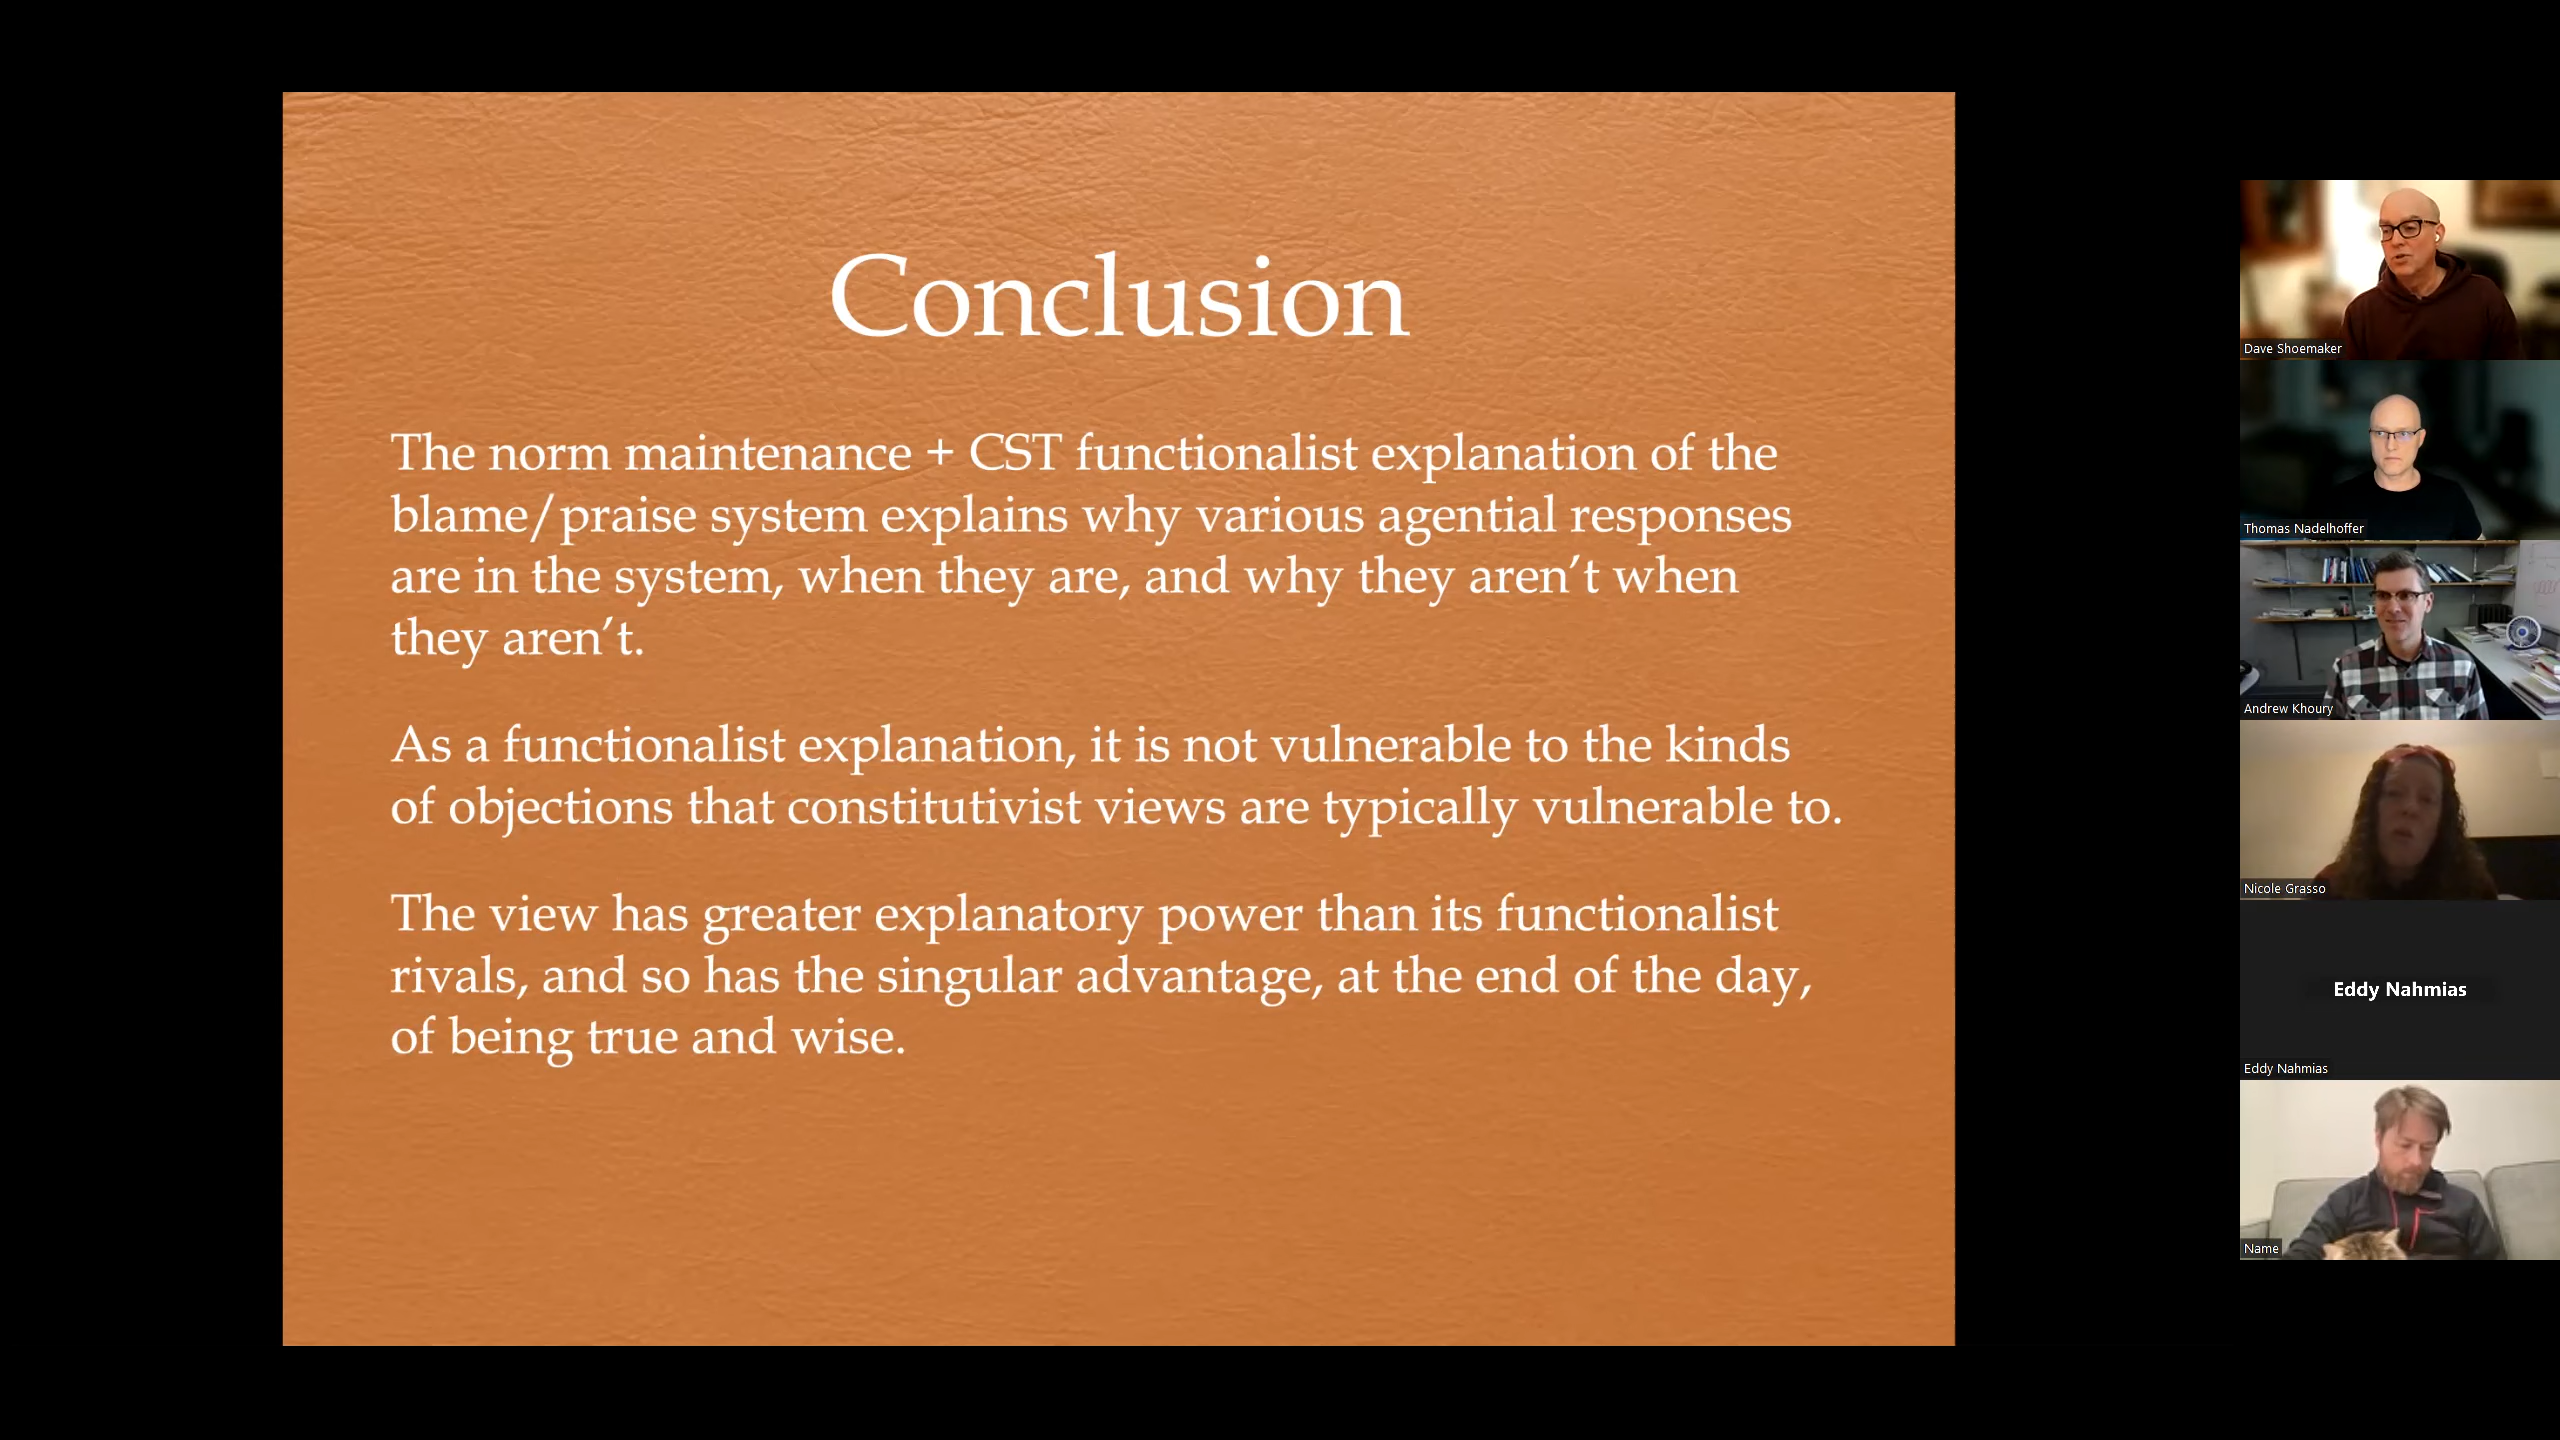 Conclusion
The norm maintenance + CST functionalist explanation of the
blame/praise system explains why various agential responses
are in the system, when they are, and why they aren’t when
they aren’t.
As a functionalist explanation, it is not vulnerable to the kinds
of objections that constitutivist views are typically vulnerable to.
The view has greater explanatory power than its functionalist
rivals, and so has the singular advantage, at the end of the day,
of being true and wise.
Dave Shoemaker
Thomas Nadelhoffer
Andrew Khoury
Nicole Grasso
Eddy Nahmias
Eddy Nahmias
Name